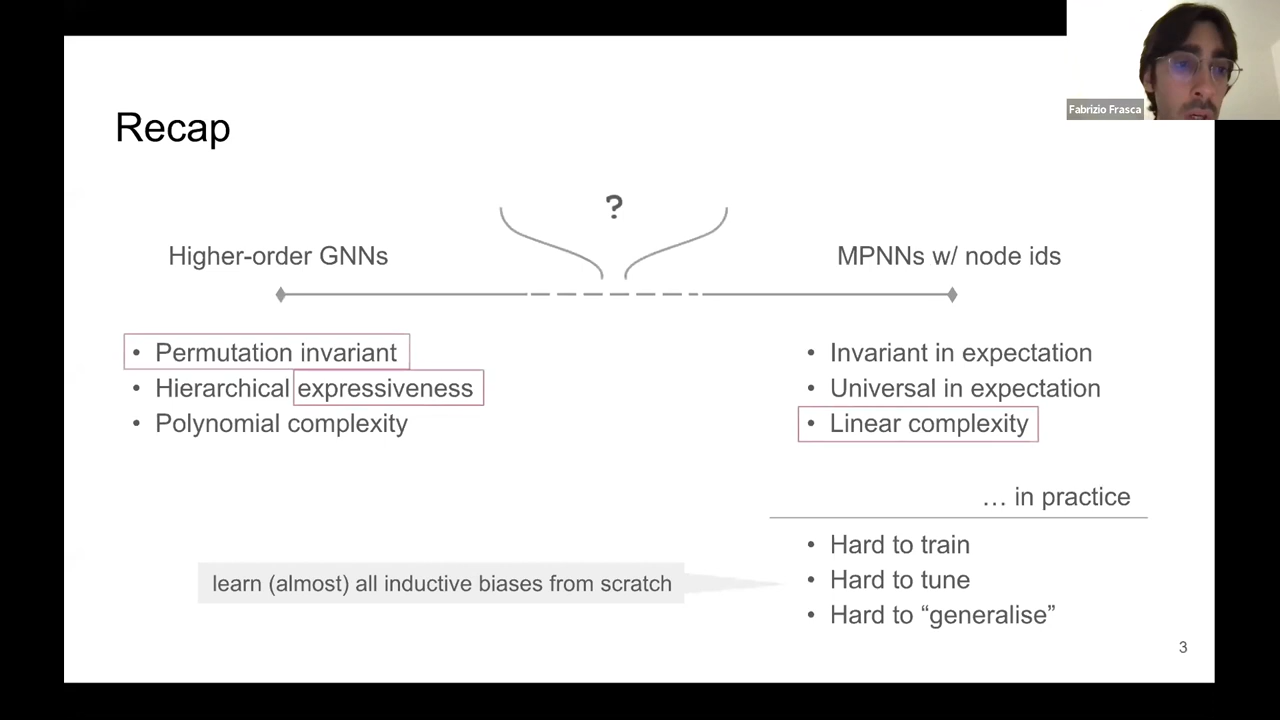 Fabrizio Frasca
Recap
?
Higher-order GNNs
MPNNs w/ node ids
• Permutation invariant
• Hierarchical expressiveness
• Polynomial complexity
• Invariant in expectation
• Universal in expectation
• Linear complexity
… in practice
• Hard to train
• Hard to tune
• Hard to “generalise”
learn (almost) all inductive biases from scratch
3